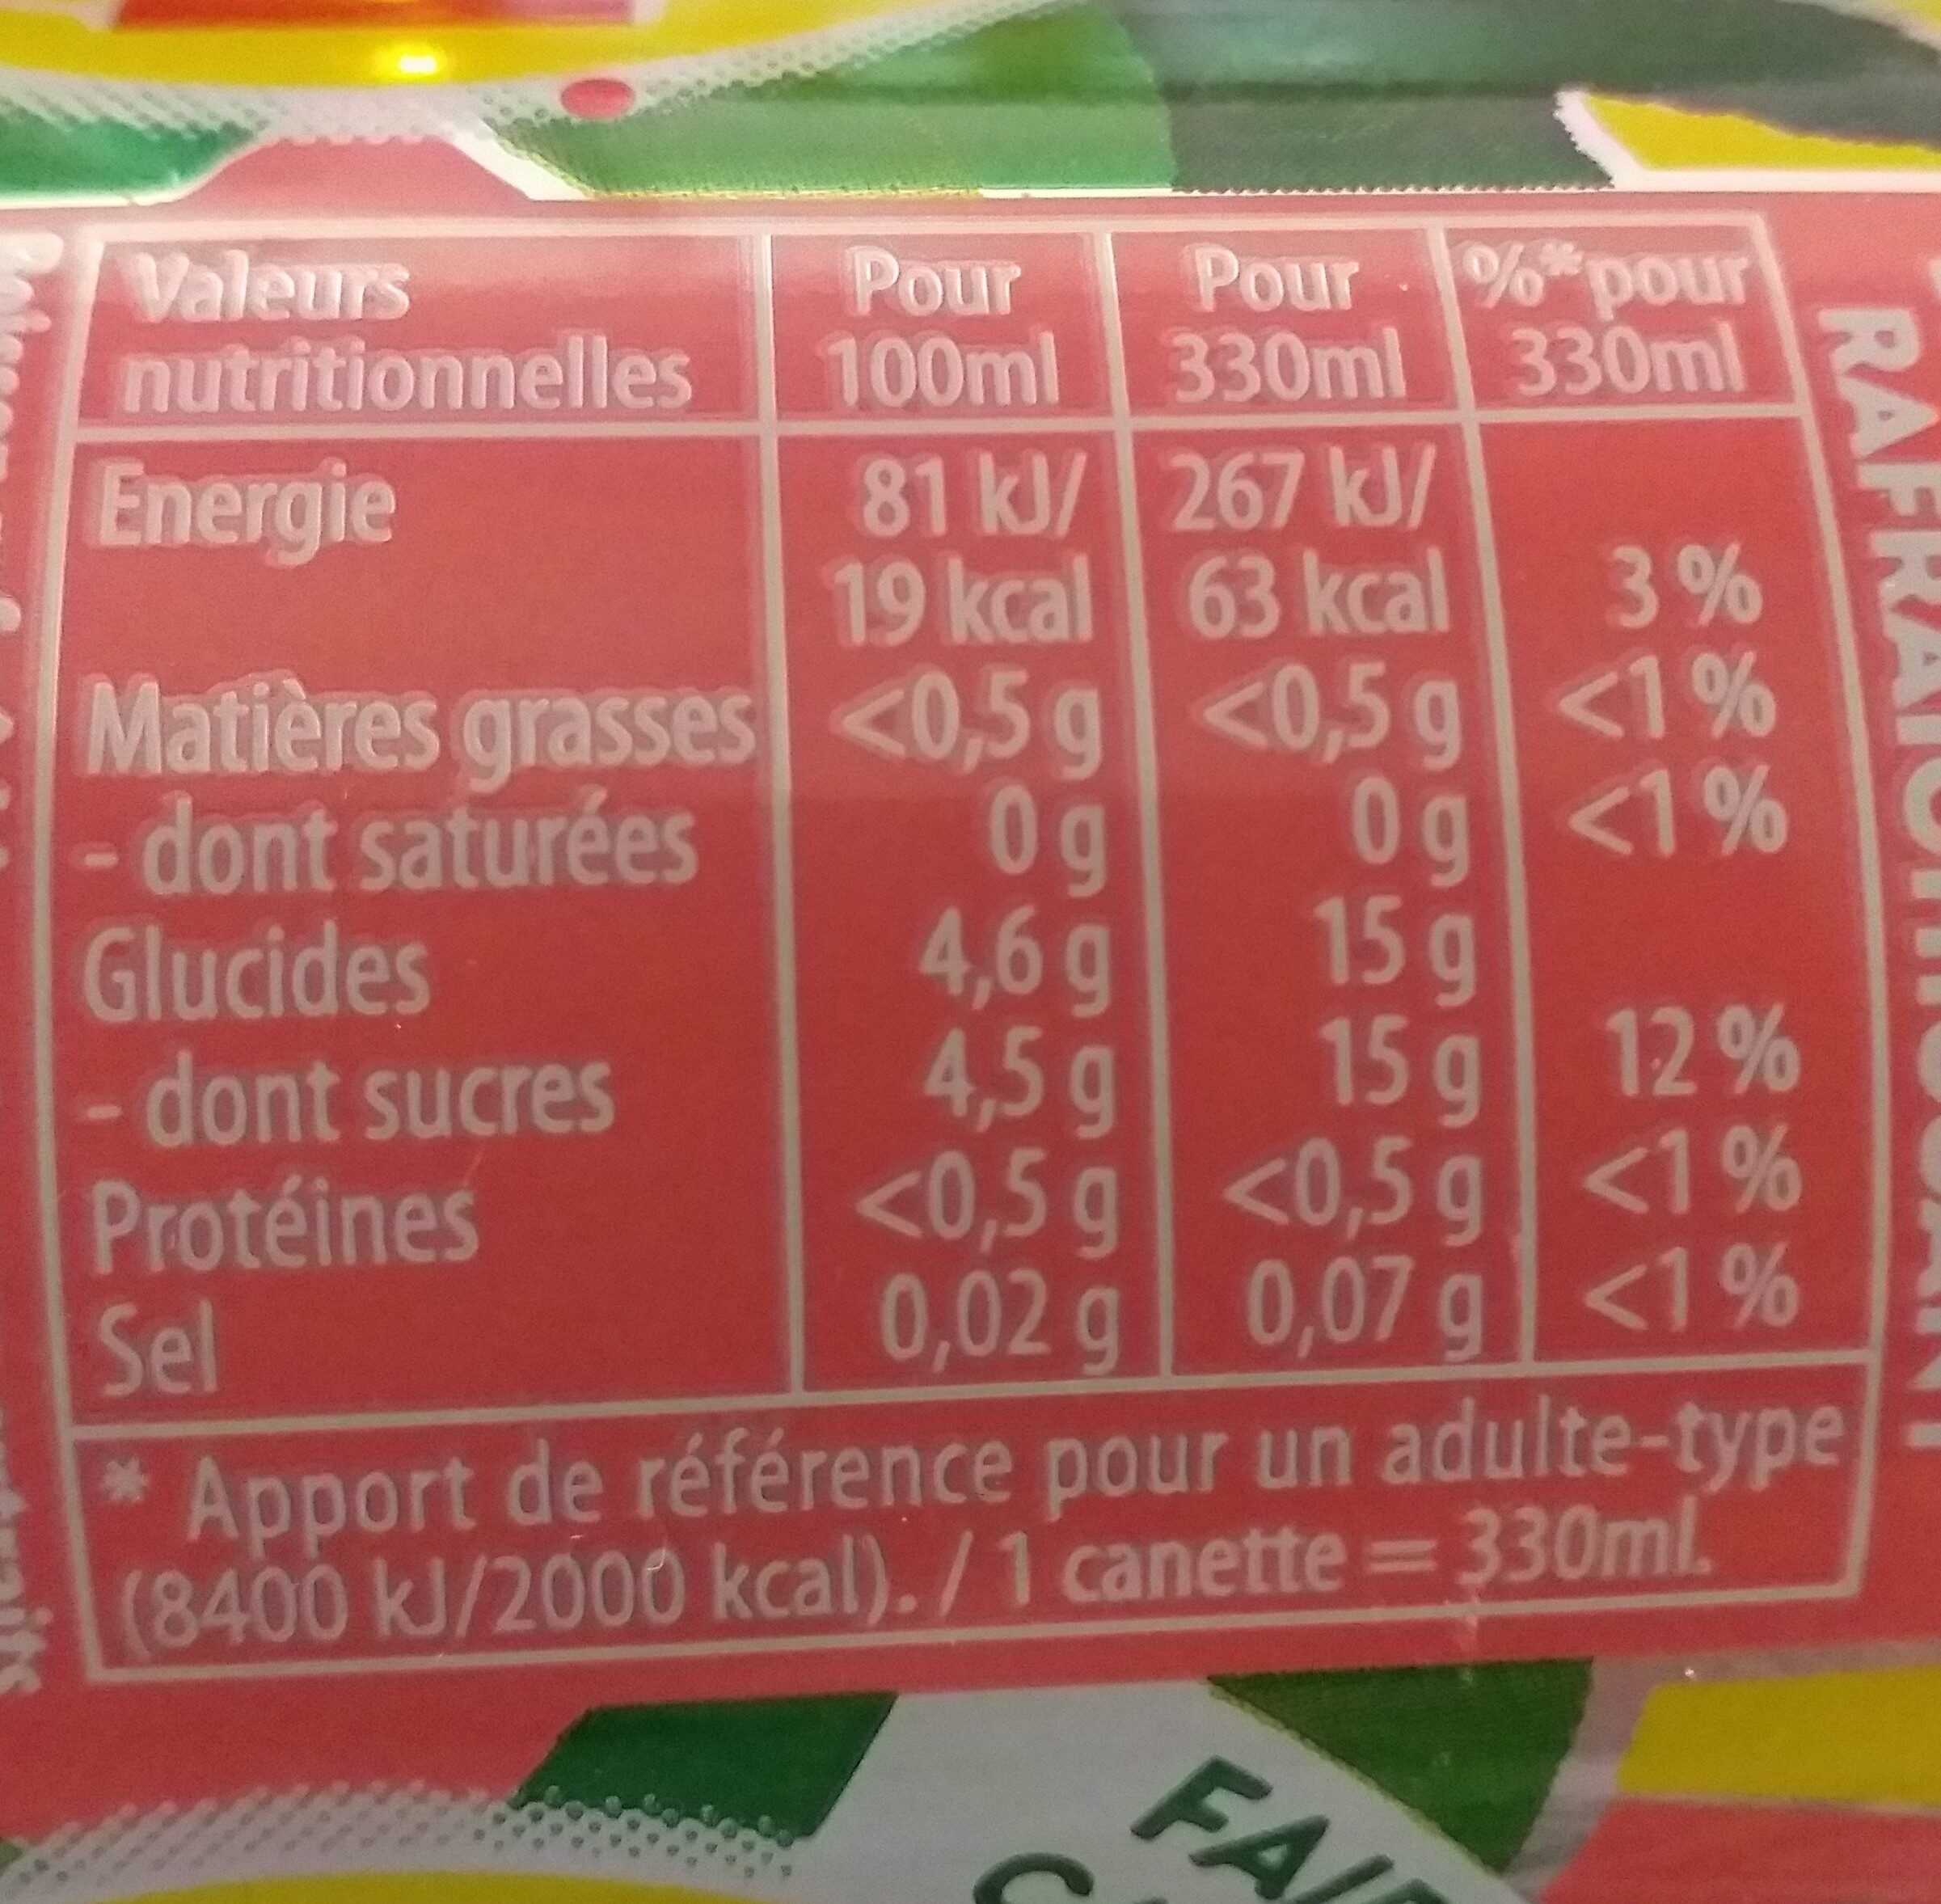 Valeurs nutritionnelles Pour 100ml Pour 330ml %*pour 330ml
Energie 81 kJ/ 267 kJ/
19 kcal 63 kcal 3 %
Matières grasses <0,5 g <0,5 g <1 %
- dont saturées 0 g 0 g <1 %
Glucides 4,6 g 15 g
- dont sucres 4,5 g 15 g 12 %
Protéines <0,5 g <0,5 g <1 %
Sel 0,02 g 0,07 g <1 %
* Apport de référence pour un adulte-type
(8400 kJ/2000 kcal). / 1 canette = 330ml.
RAFRAICHISSANT